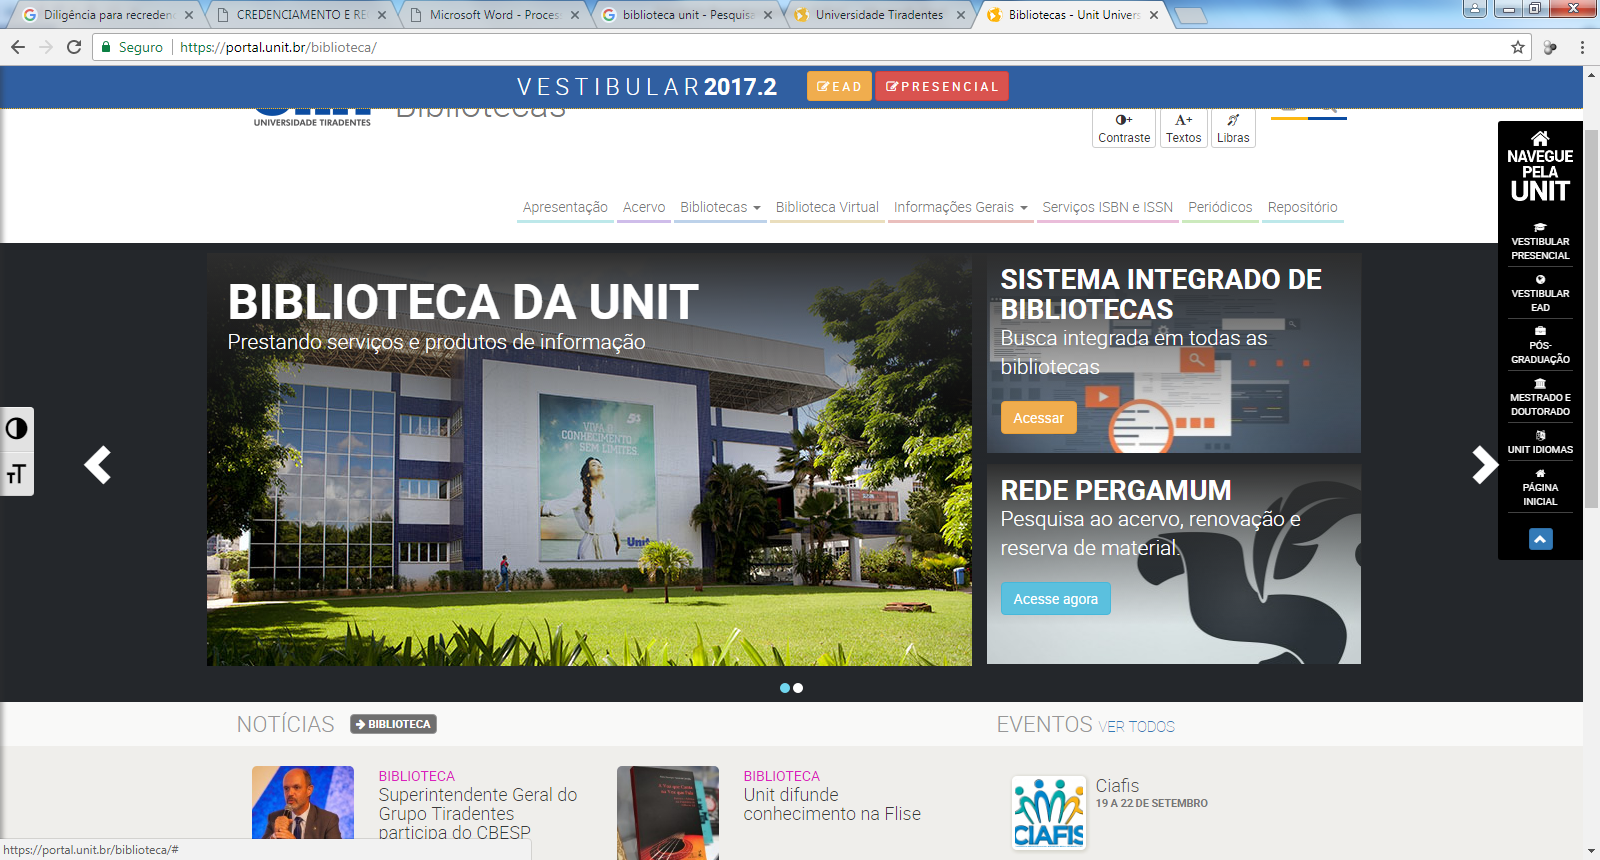 Diligência para recreden
CREDENCIAMENTO E RE
Microsoft Word - Proces
biblioteca unit - Pesquisa
Universidade Tiradentes
Bibliotecas - Unit Univers
Seguro
https://portal.unit.br/biblioteca/
VESTIBULAR 2017.2
EAD
PRESENCIAL
UNIVERSIDADE TIRADENTES
Bibliotecas
Contraste
A+
Textos
Libras
Apresentação
Acervo
Bibliotecas
Biblioteca Virtual
Informações Gerais
Serviços ISBN e ISSN
Periódicos
Repositório
NAVEGUE
PELA
UNIT
VESTIBULAR
PRESENCIAL
VESTIBULAR
EAD
PÓS-
GRADUAÇÃO
MESTRADO E
DOUTORADO
UNIT IDIOMAS
PÁGINA
INICIAL
BIBLIOTECA DA UNIT
Prestando serviços e produtos de informação
VIVA O
CONHECIMENTO
SEM LIMITES.
Unit
SISTEMA INTEGRADO DE
BIBLIOTECAS
Busca integrada em todas as
bibliotecas
Acessar
REDE PERGAMUM
Pesquisa ao acervo, renovação e
reserva de material.
Acesse agora
TT
NOTÍCIAS
BIBLIOTECA
EVENTOS VER TODOS
BIBLIOTECA
Superintendente Geral do
Grupo Tiradentes
participa do CBESP
BIBLIOTECA
Unit difunde
conhecimento na Flise
CIAFIS
Ciafis
19 A 22 DE SETEMBRO
https://portal.unit.br/biblioteca/#